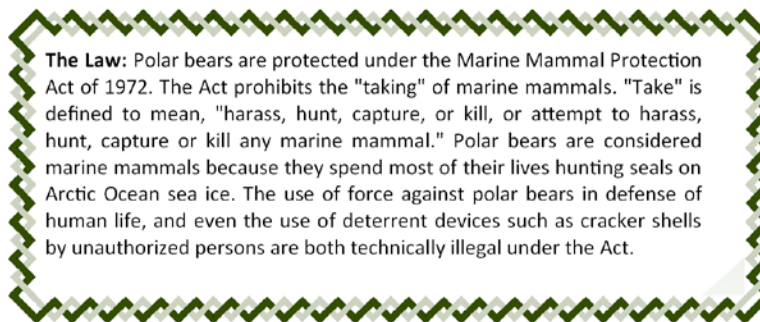 The Law: Polar bears are protected under the Marine Mammal Protection
Act of 1972. The Act prohibits the "taking" of marine mammals. "Take" is
defined to mean, "harass, hunt, capture, or kill, or attempt to harass,
hunt, capture or kill any marine mammal." Polar bears are considered
marine mammals because they spend most of their lives hunting seals on
Arctic Ocean sea ice. The use of force against polar bears in defense of
human life, and even the use of deterrent devices such as cracker shells
by unauthorized persons are both technically illegal under the Act.